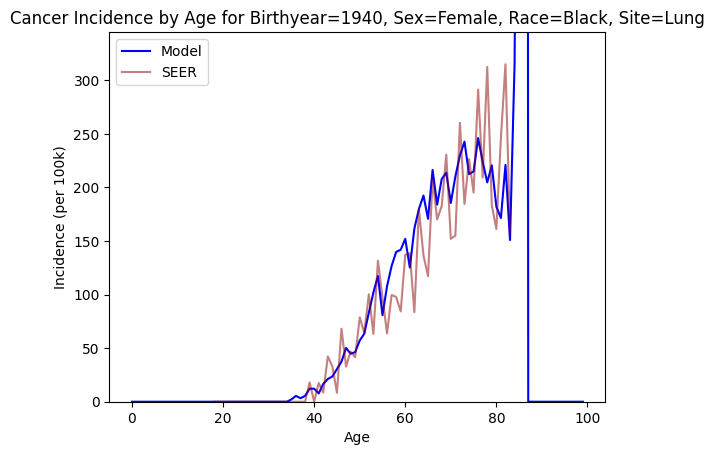 Cancer Incidence by Age for Birthyear=1940, Sex=Female, Race=Black, Site=Lung
Model
SEER
300
250
200
150
100
50
0
Incidence (per 100k)
0 20 40 60 80 100
Age